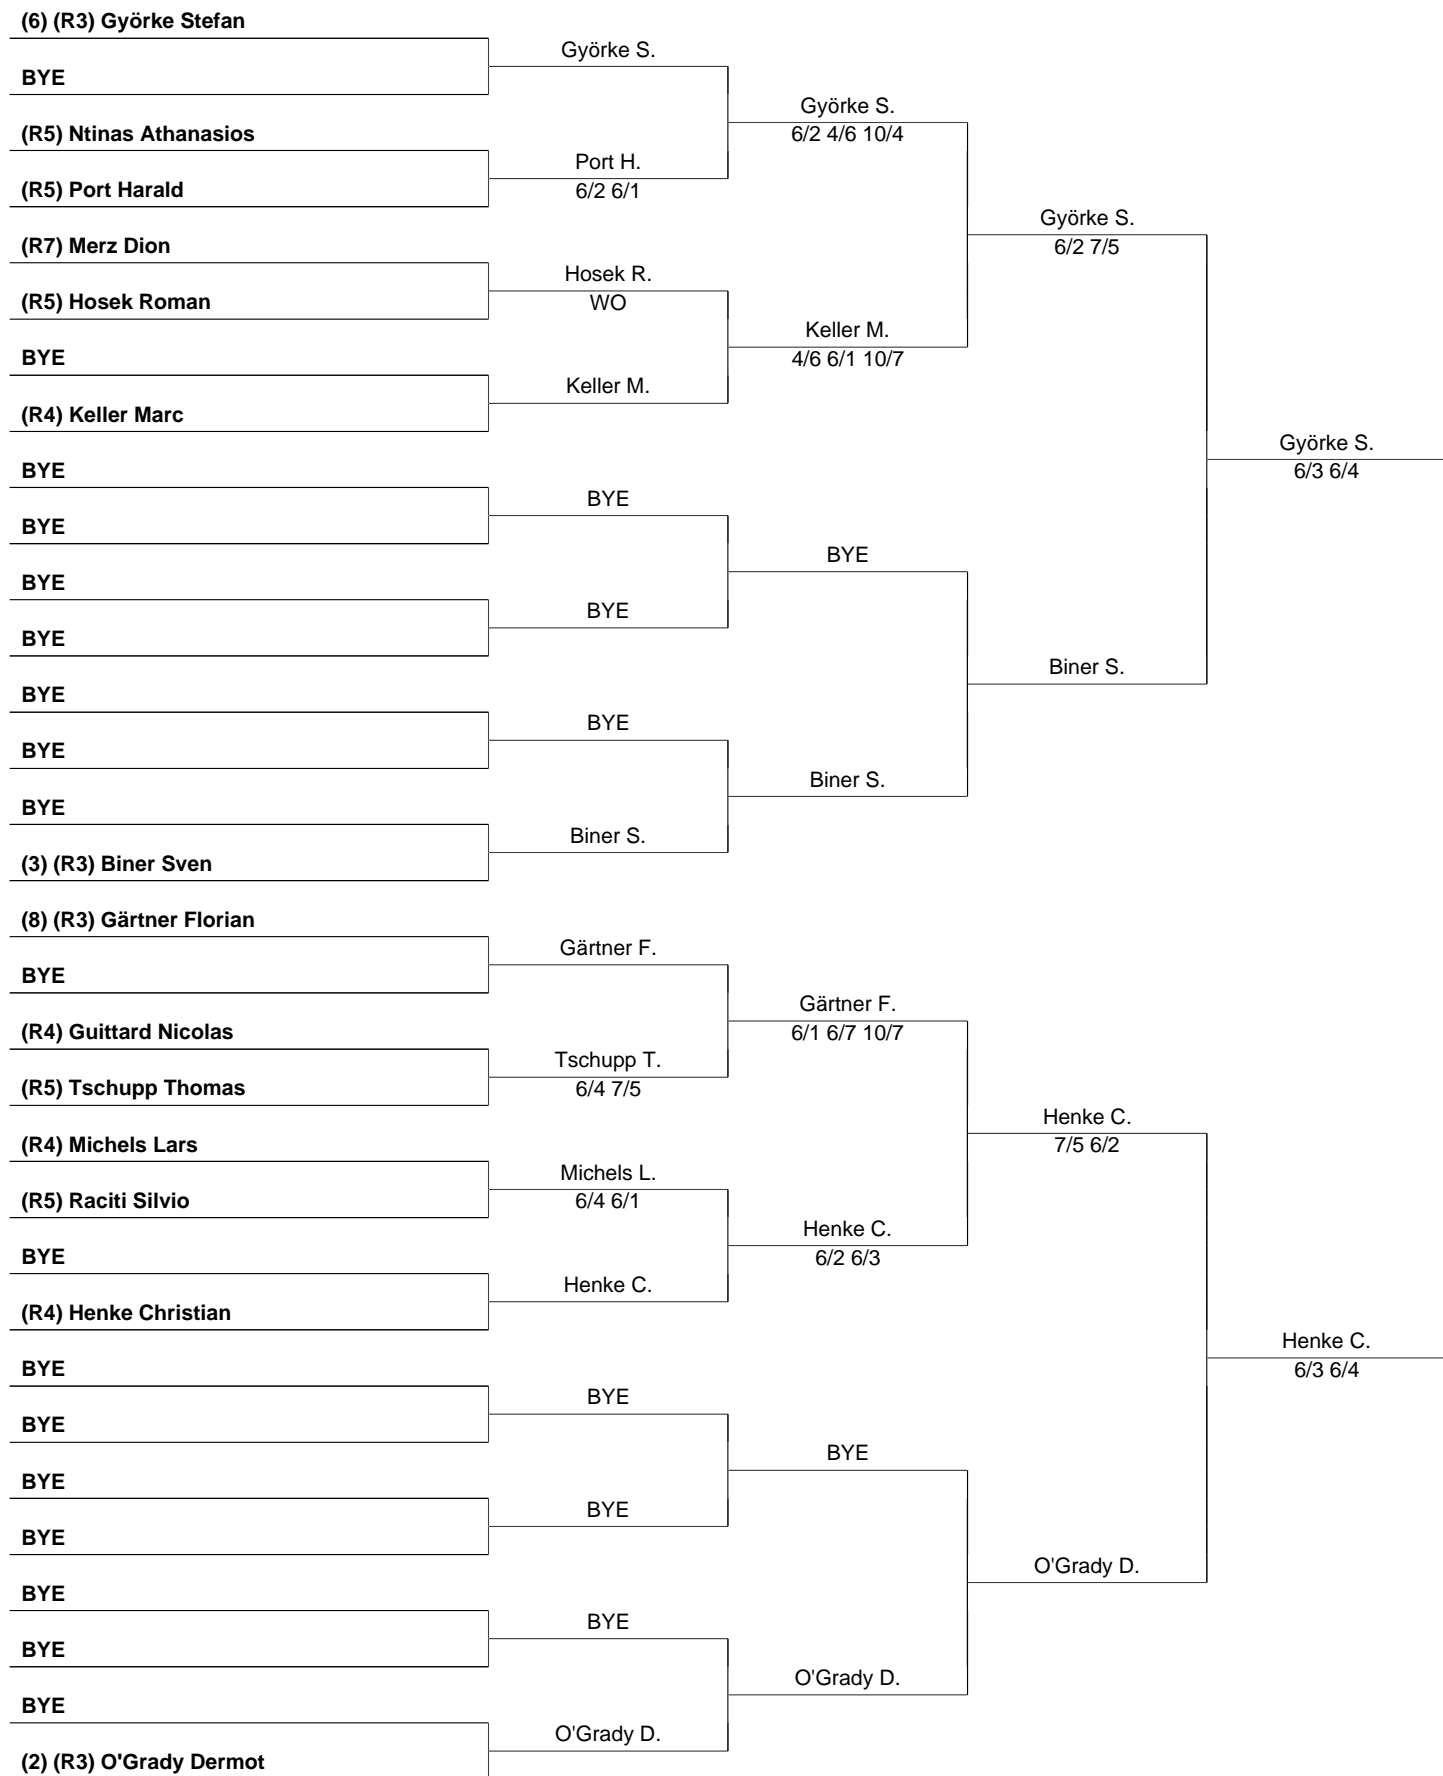 (6) (R3) Györke Stefan
BYE
(R5) Ntinas Athanasios
(R5) Port Harald
(R7) Merz Dion
(R5) Hosek Roman
BYE
(R4) Keller Marc
BYE
BYE
BYE
BYE
BYE
BYE
BYE
(3) (R3) Biner Sven
(8) (R3) Gärtner Florian
BYE
(R4) Guittard Nicolas
(R5) Tschupp Thomas
(R4) Michels Lars
(R5) Raciti Silvio
BYE
(R4) Henke Christian
BYE
BYE
BYE
BYE
BYE
BYE
BYE
(2) (R3) O'Grady Dermot
Györke S.
Port H.
6/2 6/1
Hosek R.
WO
Keller M.
BYE
BYE
BYE
Biner S.
Gärtner F.
Tschupp T.
6/4 7/5
Michels L.
6/4 6/1
Henke C.
BYE
BYE
BYE
O'Grady D.
Györke S.
6/2 4/6 10/4
Keller M.
4/6 6/1 10/7
BYE
Biner S.
Gärtner F.
6/1 6/7 10/7
Henke C.
6/2 6/3
BYE
O'Grady D.
Györke S.
6/2 7/5
Biner S.
Henke C.
7/5 6/2
O'Grady D.
Györke S.
6/3 6/4
Henke C.
6/3 6/4